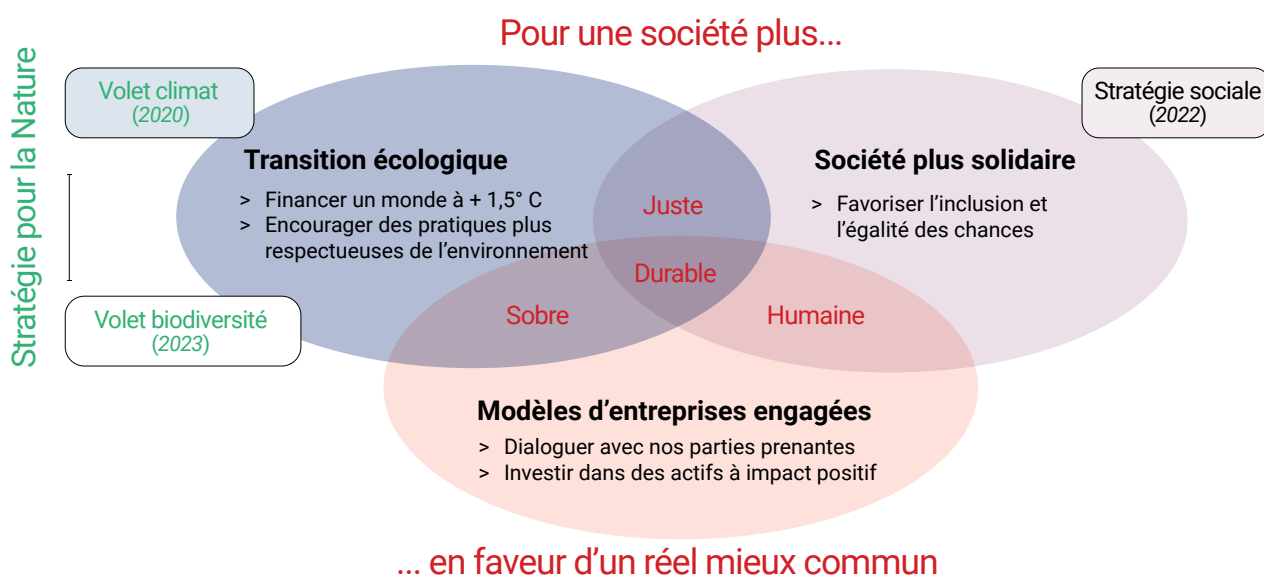 Pour une société plus...
Stratégie pour la Nature
Volet climat
(2020)
Stratégie sociale
(2022)
Transition écologique
> Financer un monde à + 1,5° C
> Encourager des pratiques plus
respectueuses de l’environnement
Société plus solidaire
> Favoriser l’inclusion et
l’égalité des chances
Juste
Durable
Sobre
Humaine
Volet biodiversité
(2023)
Modèles d’entreprises engagées
> Dialoguer avec nos parties prenantes
> Investir dans des actifs à impact positif
... en faveur d’un réel mieux commun